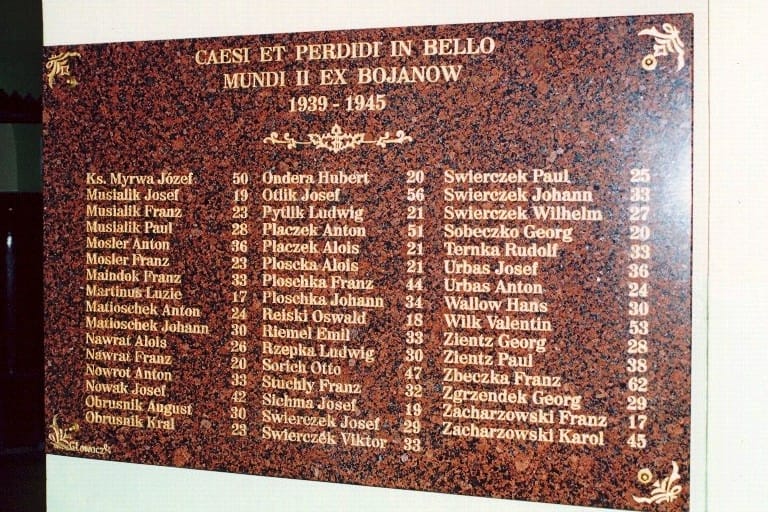 CAESI ET PERDIDI IN BELLO
MUNDI II EX BOJANOW
1939 - 1945
Ks. Myrwa Józef 50
Musialik Josef 19
Musialik Franz 23
Musialik Paul 28
Mosler Anton 36
Mosler Franz 23
Maindok Franz 33
Martinus Luzie 17
Matioschek Anton 24
Matioschek Johann 30
Nawrat Alois 26
Nawrat Franz 20
Nowrot Anton 33
Nowak Josef 42
Obrusnik August 30
Obrusnik Kral 23
Ondera Hubert 20
Otlik Josef 56
Pytlik Ludwig 21
Placzek Anton 51
Placzek Alois 21
Ploscka Alois 21
Ploschka Franz 44
Ploschka Johann 34
Reiski Oswald 18
Riemel Emil 33
Rzepka Ludwig 30
Sorich Otto 47
Stuchly Franz 32
Sichma Josef 19
Swierczek Josef 29
Swierczek Viktor 33
Swierczek Paul 25
Swierczek Johann 33
Swierczek Wilhelm 27
Sobeczko Georg 20
Ternka Rudolf 33
Urbas Josef 36
Urbas Anton 24
Wallow Hans 30
Wilk Valentin 53
Zientz Georg 28
Zientz Paul 38
Zbeczka Franz 62
Zgrzendek Georg 29
Zacharzowski Franz 17
Zacharzowski Karol 45